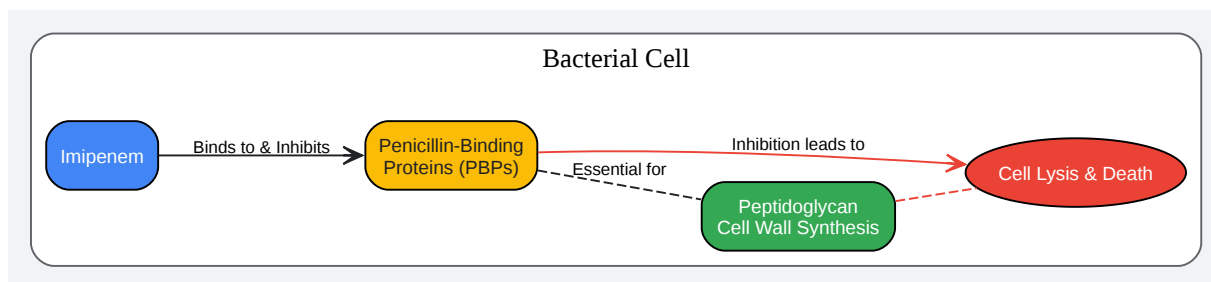 Bacterial Cell
Imipenem
Binds to & Inhibits
Penicillin-Binding
Proteins (PBPs)
Inhibition leads to
Essential for
Peptidoglycan
Cell Wall Synthesis
Cell Lysis & Death